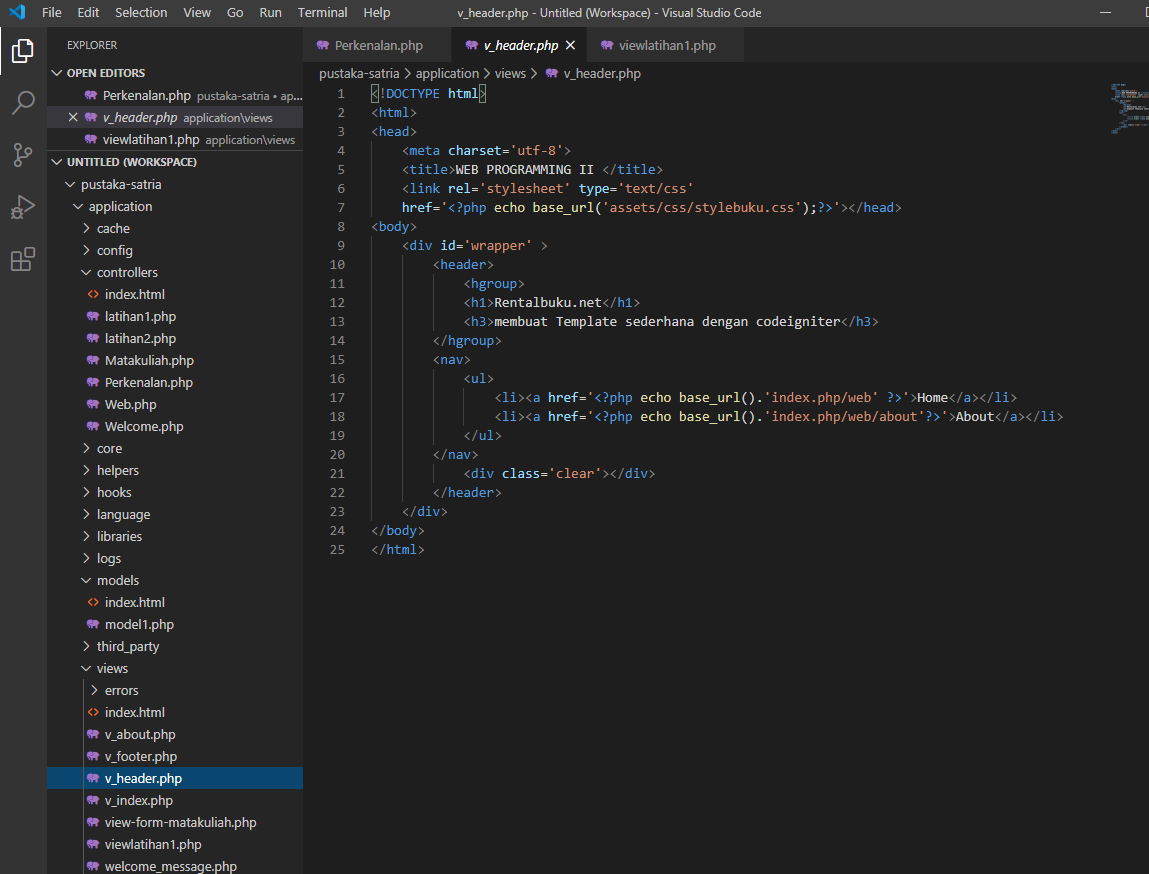 File Edit Selection View Go Run Terminal Help v_header.php - Untitled (Workspace) - Visual Studio Code
EXPLORER
OPEN EDITORS
Perkenalan.php pustaka-satria • ap...
v_header.php application\views
viewlatihan1.php application\views
UNTITLED (WORKSPACE)
pustaka-satria
application
cache
config
controllers
index.html
latihan1.php
latihan2.php
Matakuliah.php
Perkenalan.php
Web.php
Welcome.php
core
helpers
hooks
language
libraries
logs
models
index.html
model1.php
third_party
views
errors
index.html
v_about.php
v_footer.php
v_header.php
v_index.php
view-form-matakuliah.php
viewlatihan1.php
welcome_message.php
Perkenalan.php v_header.php viewlatihan1.php
pustaka-satria > application > views > v_header.php
1 <!DOCTYPE html>
2 <html>
3 <head>
4 <meta charset='utf-8'>
5 <title>WEB PROGRAMMING II </title>
6 <link rel='stylesheet' type='text/css'
7 href='<?php echo base_url('assets/css/stylebuku.css');?>'></head>
8 <body>
9 <div id='wrapper' >
10 <header>
11 <hgroup>
12 <h1>Rentalbuku.net</h1>
13 <h3>membuat Template sederhana dengan codeigniter</h3>
14 </hgroup>
15 <nav>
16 <ul>
17 <li><a href='<?php echo base_url().'index.php/web' ?>'>Home</a></li>
18 <li><a href='<?php echo base_url().'index.php/web/about'?>'>About</a></li>
19 </ul>
20 </nav>
21 <div class='clear'></div>
22 </header>
23 </div>
24 </body>
25 </html>